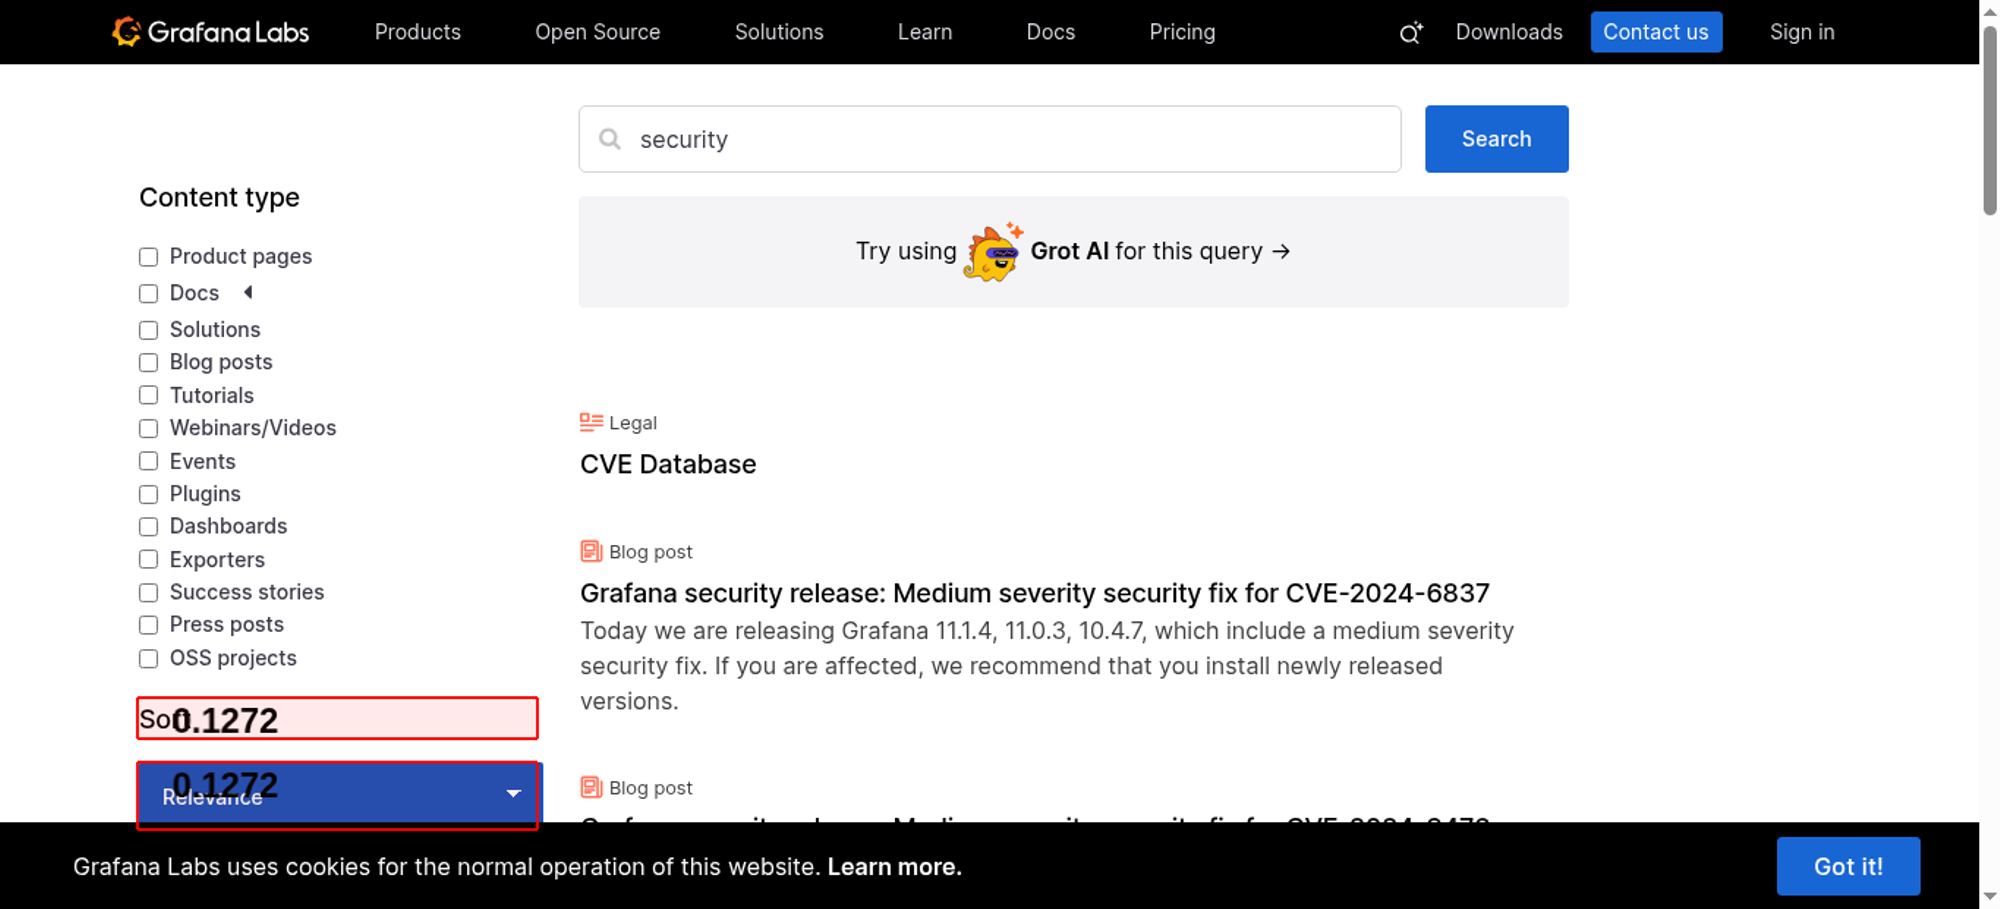 Grafana Labs Products Open Source Solutions Learn Docs Pricing Downloads Contact us Sign in
security Search
Try using Grot AI for this query →
Content type
Product pages
Docs
Solutions
Blog posts
Tutorials
Webinars/Videos
Events
Plugins
Dashboards
Exporters
Success stories
Press posts
OSS projects
Sort
0.1272
0.1272
Relevance
Legal
CVE Database
Blog post
Grafana security release: Medium severity security fix for CVE-2024-6837
Today we are releasing Grafana 11.1.4, 11.0.3, 10.4.7, which include a medium severity
security fix. If you are affected, we recommend that you install newly released
versions.
Blog post
Grafana Labs uses cookies for the normal operation of this website. Learn more.
Got it!